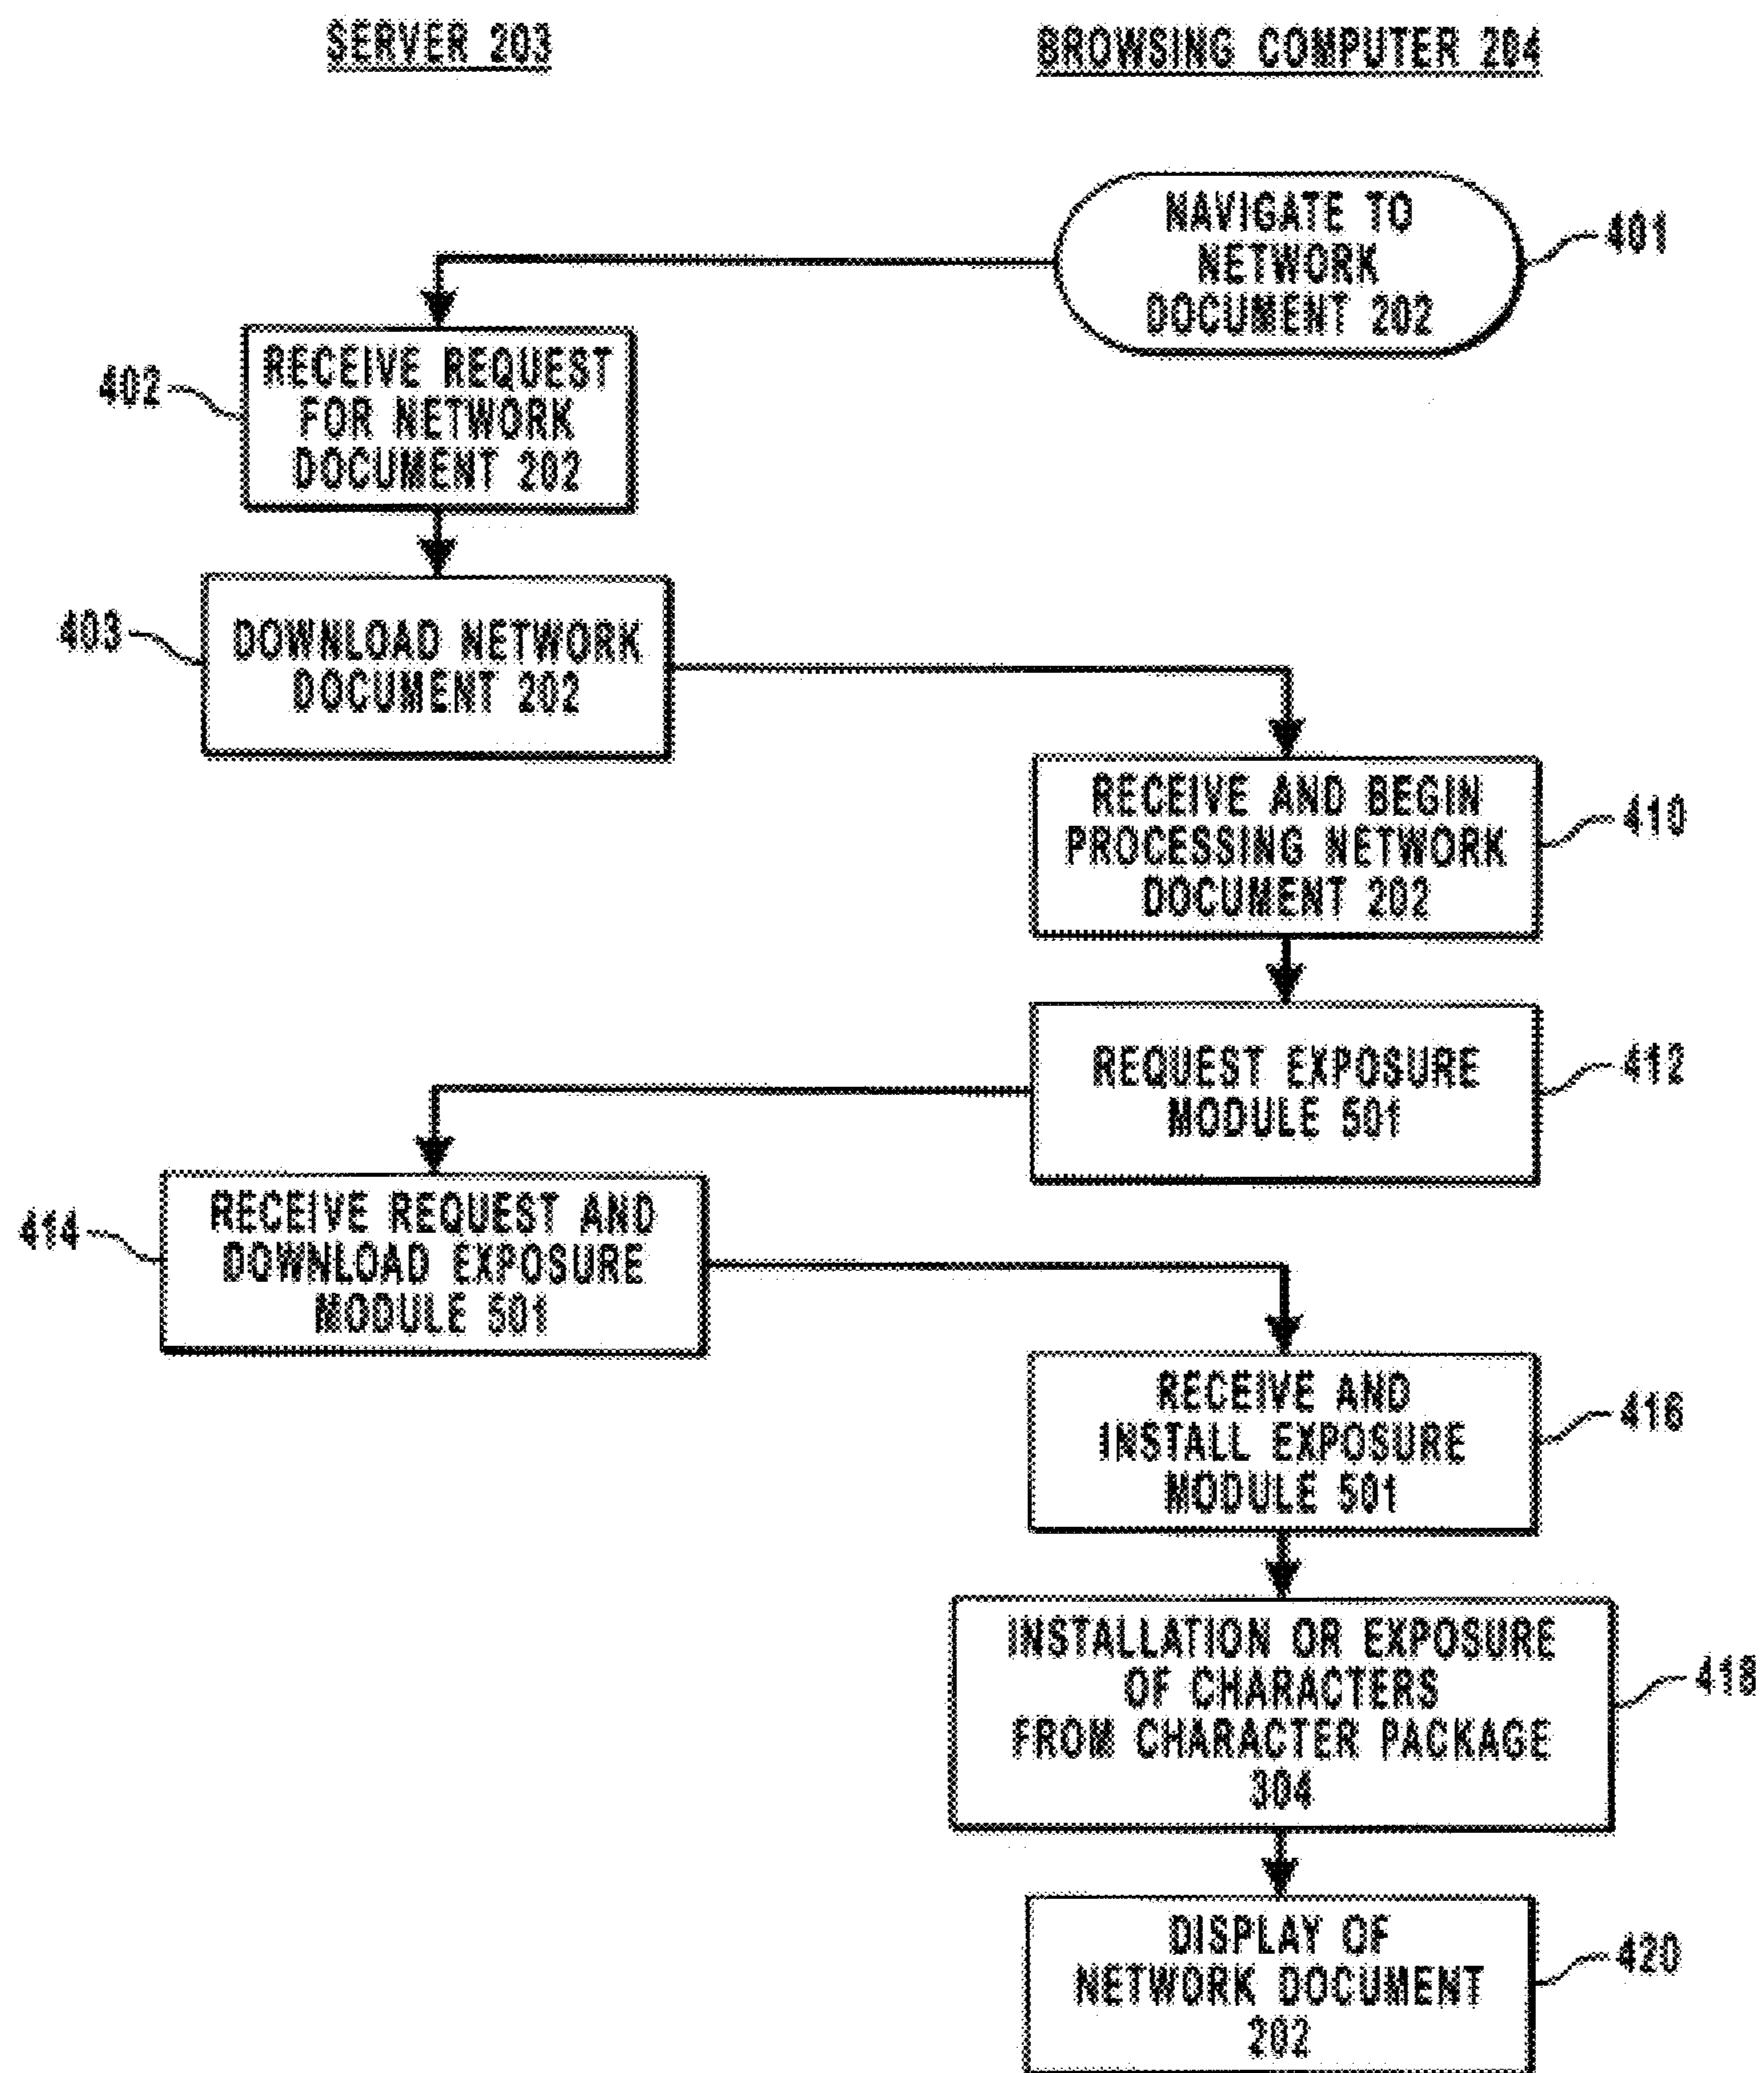 SERVER 203
BROWSING COMPUTER 204
NAVIGATE TO
NETWORK
DOCUMENT 202
401
RECEIVE REQUEST
FOR NETWORK
DOCUMENT 202
402
DOWNLOAD NETWORK
DOCUMENT 202
403
RECEIVE AND BEGIN
PROCESSING NETWORK
DOCUMENT 202
410
REQUEST EXPOSURE
MODULE 501
412
RECEIVE REQUEST AND
DOWNLOAD EXPOSURE
MODULE 501
414
RECEIVE AND
INSTALL EXPOSURE
MODULE 501
416
INSTALLATION OR EXPOSURE
OF CHARACTERS
FROM CHARACTER PACKAGE
304
418
DISPLAY OF
NETWORK DOCUMENT
202
420